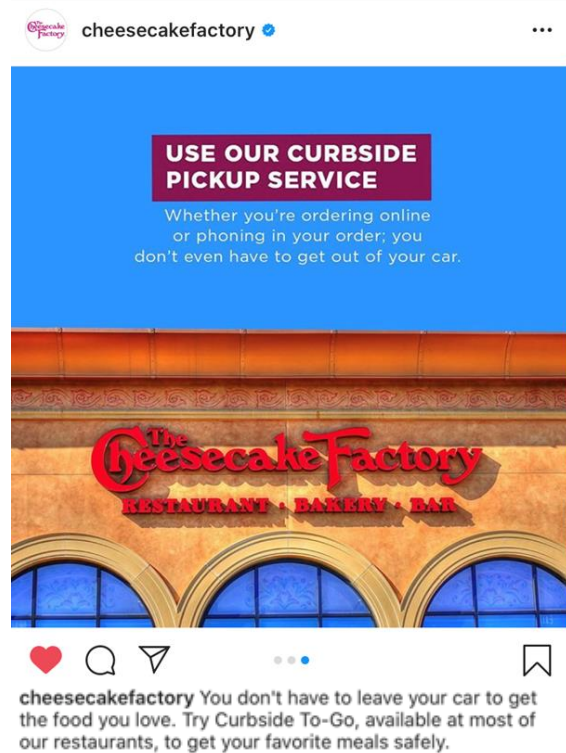 The
Cheesecake
Factory
cheesecakefactory
USE OUR CURBSIDE
PICKUP SERVICE
Whether you're ordering online
or phoning in your order; you
don't even have to get out of your car.
The
Cheesecake Factory
RESTAURANT · BAKERY · BAR
cheesecakefactory You don't have to leave your car to get
the food you love. Try Curbside To-Go, available at most of
our restaurants, to get your favorite meals safely.